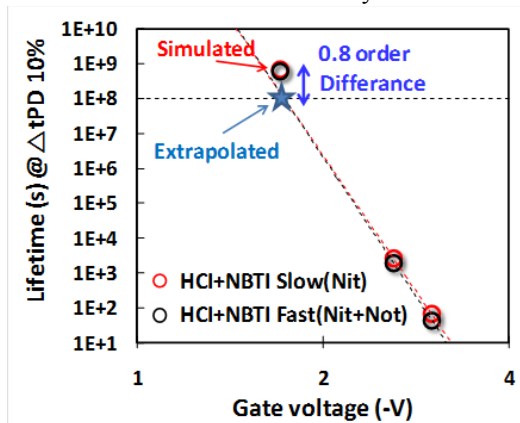 1E+10
1E+9
1E+8
1E+7
1E+6
1E+5
1E+4
1E+3
1E+2
1E+1
Lifetime (s) @△tPD 10%
Simulated
0.8 order
Differance
Extrapolated
HCI+NBTI Slow(Nit)
HCI+NBTI Fast(Nit+Not)
1
2
4
Gate voltage (-V)